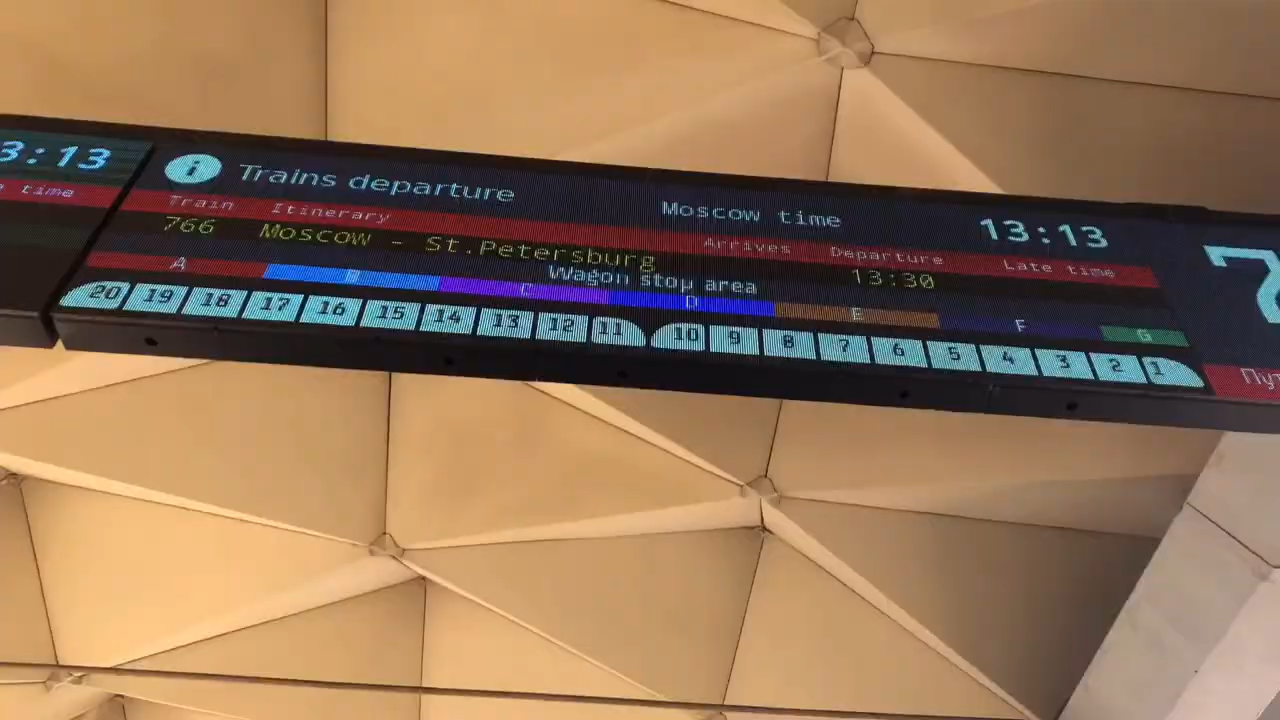 3:13
time
i Trains departure Moscow time 13:13
Train Itinerary Arrives Departure Late time
766 Moscow - St.Petersburg 13:30
Wagon stop area
A B C D E F G
20 19 18 17 16 15 14 13 12 11 10 9 8 7 6 5 4 3 2 1
7
Пут